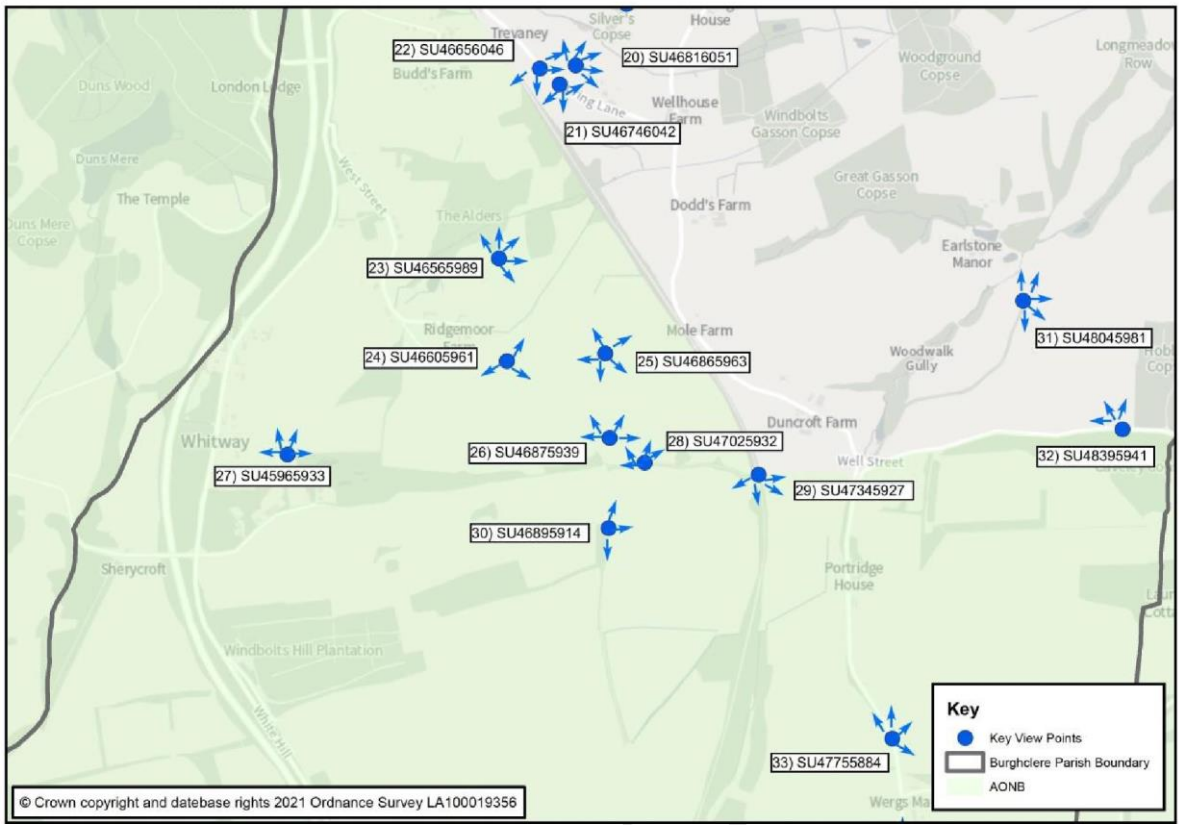 Silver's
Copse
House
Trevaney
22) SU46656046
Budd's Farm
20) SU46816051
Longmeadow
Row
Woodground
Copse
Duns Wood
London Lodge
Lane
Wellhouse
Farm
Windbolts
Gasson Copse
21) SU46746042
Duns Mere
West Street
Great Gasson
Copse
The Temple
Dodd's Farm
Duns Mere
Copse
The Alders
Earlstone
Manor
23) SU46565989
Ridgemoor
Farm
Mole Farm
31) SU48045981
24) SU46605961
25) SU46865963
Woodwalk
Gully
Duncroft Farm
Whitway
28) SU47025932
26) SU46875939
Well Street
32) SU48395941
27) SU45965933
29) SU47345927
30) SU46895914
Sherycroft
Portridge
House
Windbolts Hill Plantation
White Hill
33) SU47755884
Wergs
Key
Key View Points
Burghclere Parish Boundary
AONB
© Crown copyright and datebase rights 2021 Ordnance Survey LA100019356